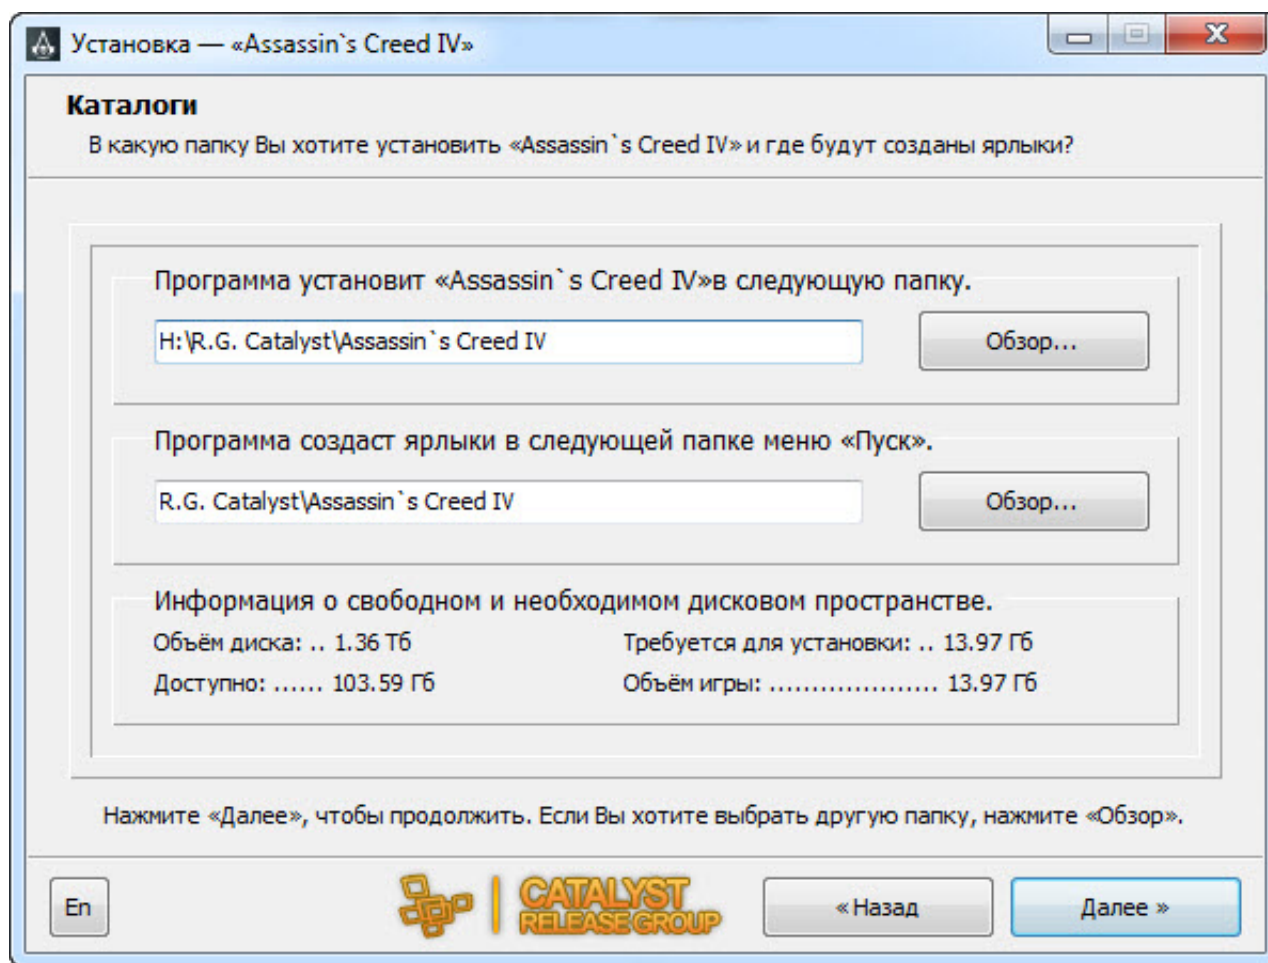 Установка — «Assassin`s Creed IV»
Каталоги
В какую папку Вы хотите установить «Assassin`s Creed IV» и где будут созданы ярлыки?
Программа установит «Assassin`s Creed IV»в следующую папку.
H:\R.G. Catalyst\Assassin`s Creed IV
Обзор...
Программа создаст ярлыки в следующей папке меню «Пуск».
R.G. Catalyst\Assassin`s Creed IV
Обзор...
Информация о свободном и необходимом дисковом пространстве.
Объём диска: .. 1.36 Тб
Требуется для установки: .. 13.97 Гб
Доступно: ...... 103.59 Гб
Объём игры: .................... 13.97 Гб
Нажмите «Далее», чтобы продолжить. Если Вы хотите выбрать другую папку, нажмите «Обзор».
En
CATALYST
RELEASE GROUP
« Назад
Далее »